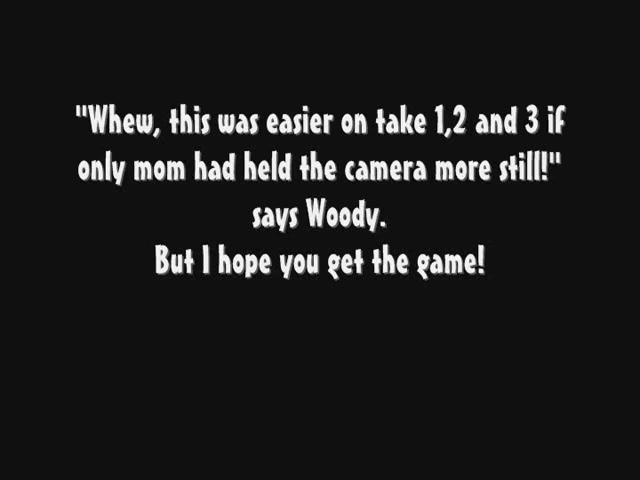 "Whew, this was easier on take 1,2 and 3 if
only mom had held the camera more still!"
says Woody.
But I hope you get the game!